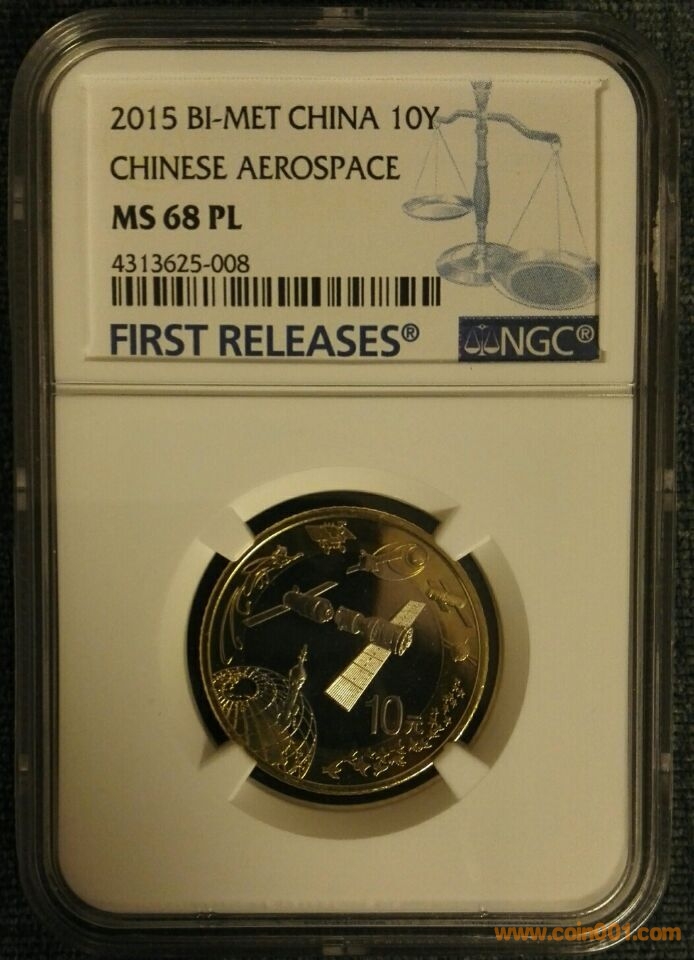 2015 BI-MET CHINA 10Y
CHINESE AEROSPACE
MS 68 PL
4313625-008
FIRST RELEASES®
NGC®
10元
www.coin001.com